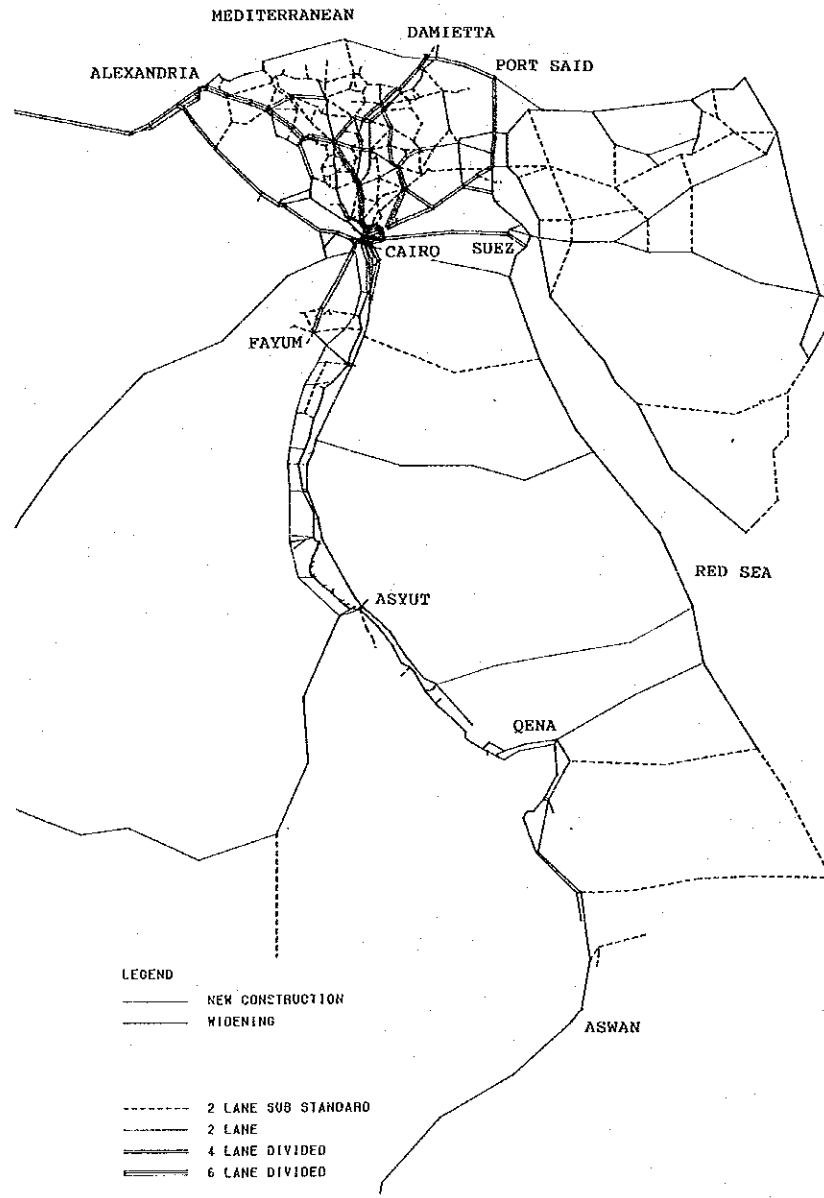 MEDITERRANEAN
DAMIETTA
ALEXANDRIA
PORT SAID
CAIRO
SUEZ
FAYUM
RED SEA
ASYUT
QENA
ASWAN
LEGEND
NEW CONSTRUCTION
WIDENING
2 LANE SUB STANDARD
2 LANE
4 LANE DIVIDED
6 LANE DIVIDED